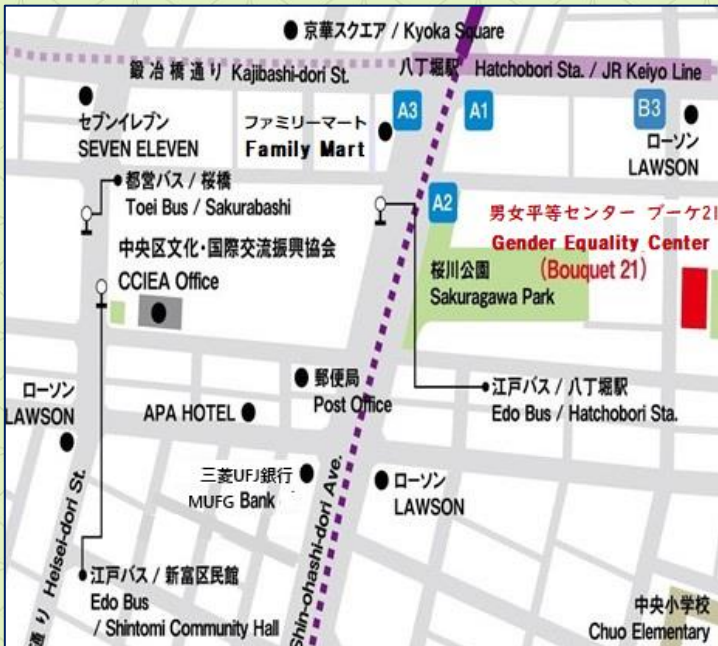 京華スクエア / Kyoka Square
鍛冶橋通り Kajibashi-dori St.
八丁堀駅 Hatchobori Sta. / JR Keiyo Line
A3
A1
B3
セブンイレブン
SEVEN ELEVEN
ファミリーマート
Family Mart
ローソン
LAWSON
都営バス / 桜橋
Toei Bus / Sakurabashi
A2
男女平等センター ブーケ21
Gender Equality Center
(Bouquet 21)
中央区文化・国際交流振興協会
CCIEA Office
桜川公園
Sakuragawa Park
郵便局
Post Office
江戸バス / 八丁堀駅
Edo Bus / Hatchobori Sta.
ローソン
LAWSON
APA HOTEL
三菱UFJ銀行
MUFG Bank
ローソン
LAWSON
通り Heisei-dori St.
Shin-ohashi-dori Ave.
江戸バス / 新富区民館
Edo Bus
/ Shintomi Community Hall
中央小学校
Chuo Elementary